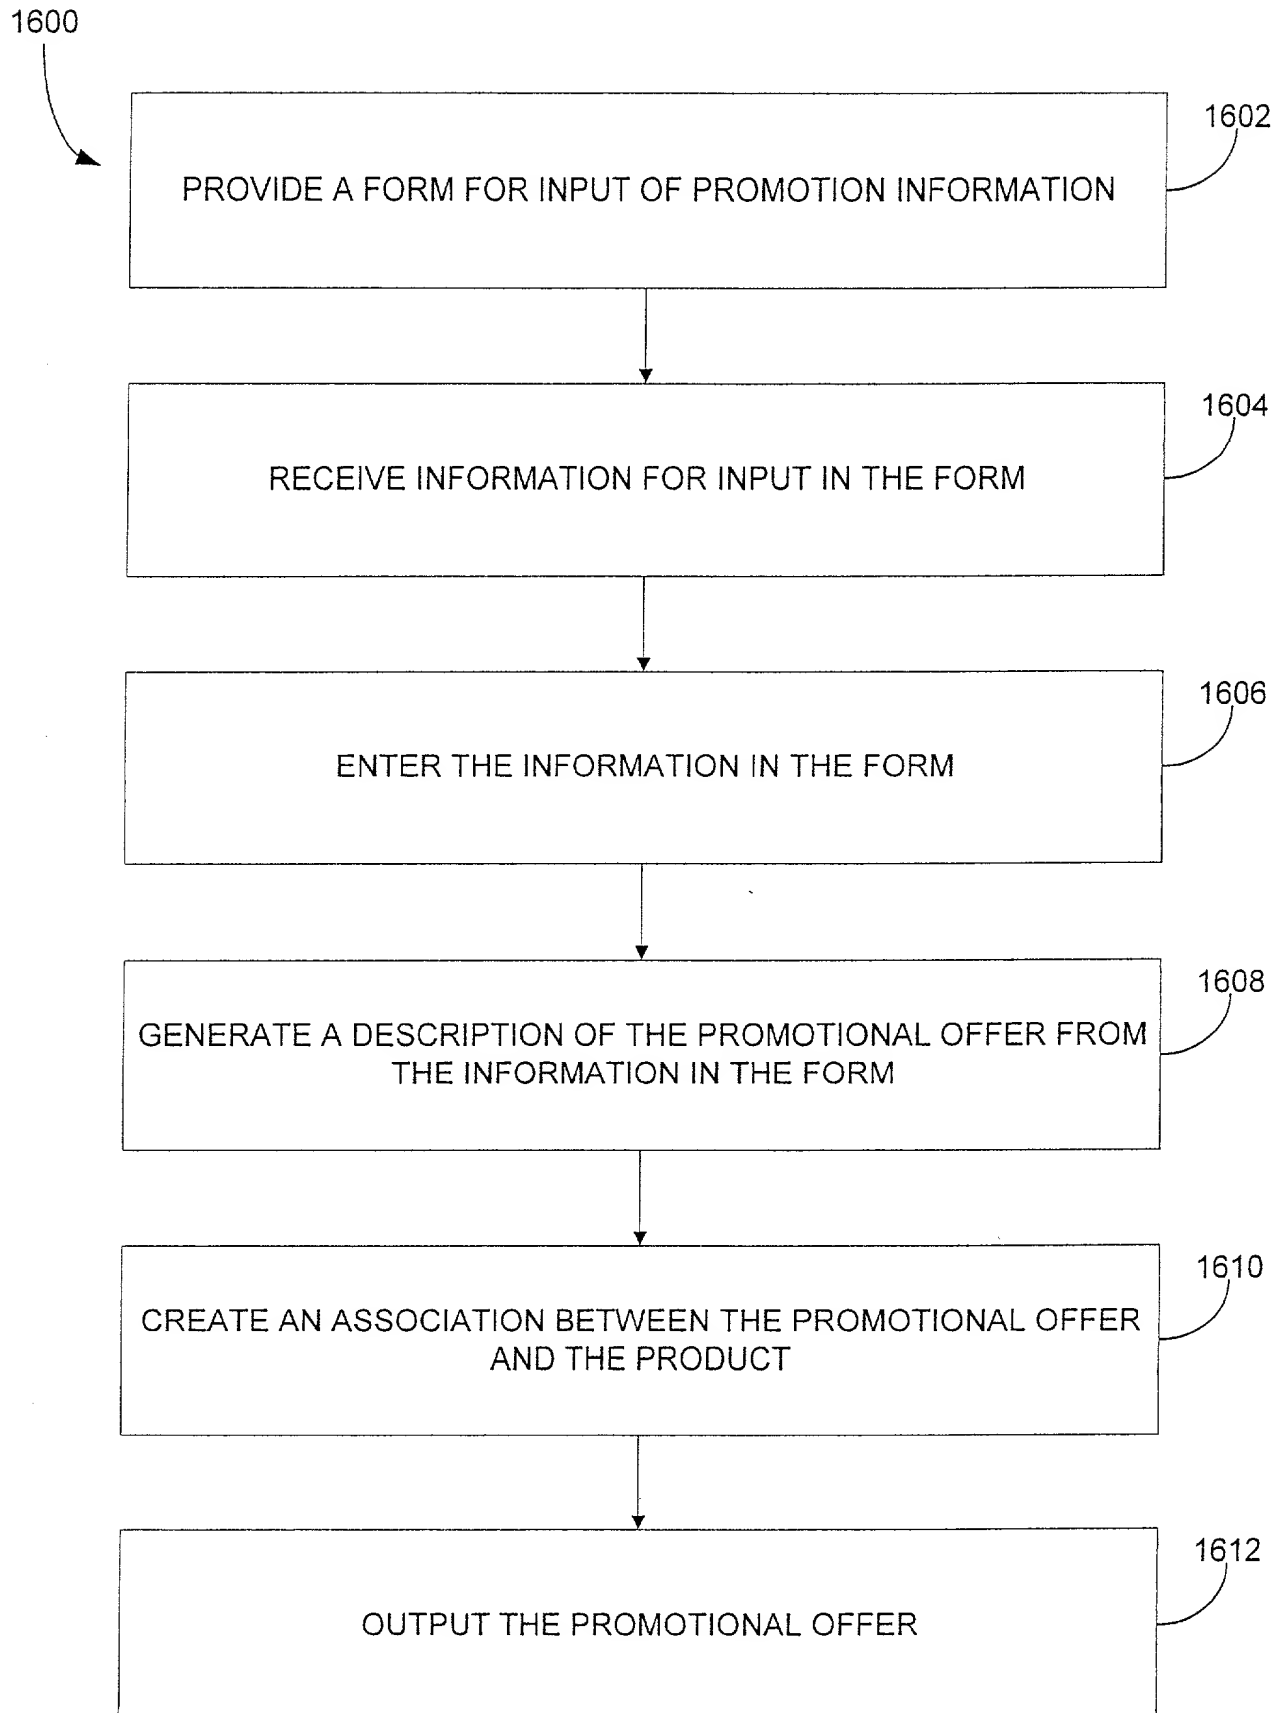 1600
1602
PROVIDE A FORM FOR INPUT OF PROMOTION INFORMATION
1604
RECEIVE INFORMATION FOR INPUT IN THE FORM
1606
ENTER THE INFORMATION IN THE FORM
1608
GENERATE A DESCRIPTION OF THE PROMOTIONAL OFFER FROM
THE INFORMATION IN THE FORM
1610
CREATE AN ASSOCIATION BETWEEN THE PROMOTIONAL OFFER
AND THE PRODUCT
1612
OUTPUT THE PROMOTIONAL OFFER